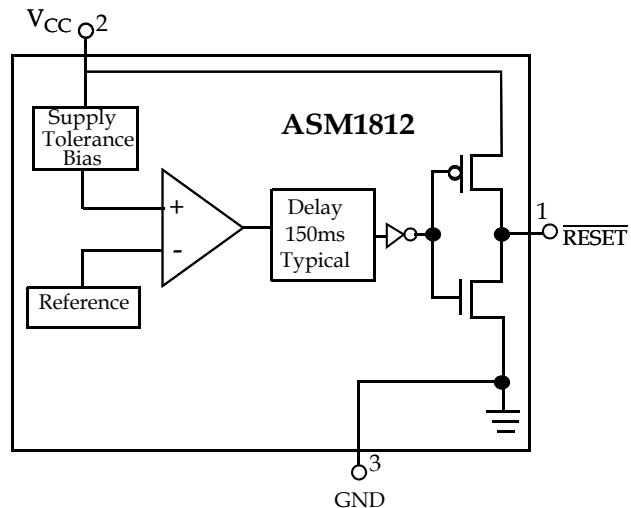 VCC 2
Supply
Tolerance
Bias
ASM1812
+
-
Delay
150ms
Typical
1
RESET
Reference
3
GND